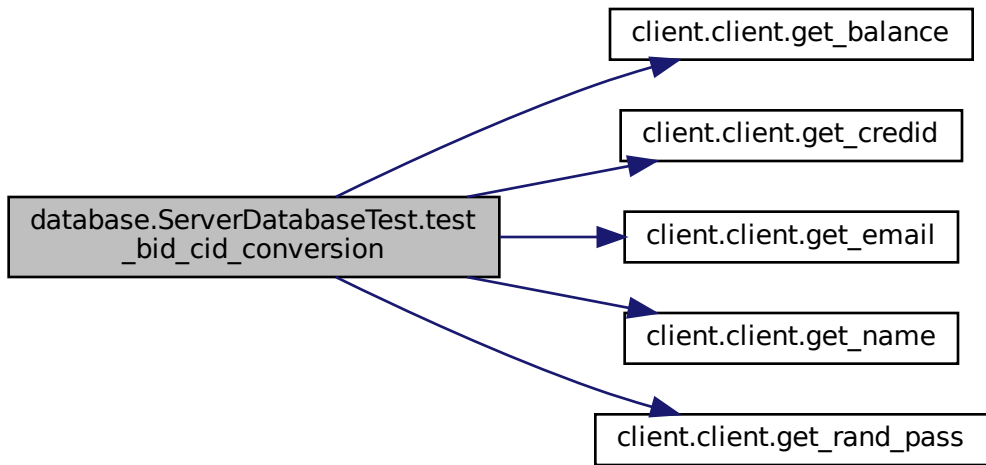 client.client.get_balance
client.client.get_credid
database.ServerDatabaseTest.test
_bid_cid_conversion
client.client.get_email
client.client.get_name
client.client.get_rand_pass